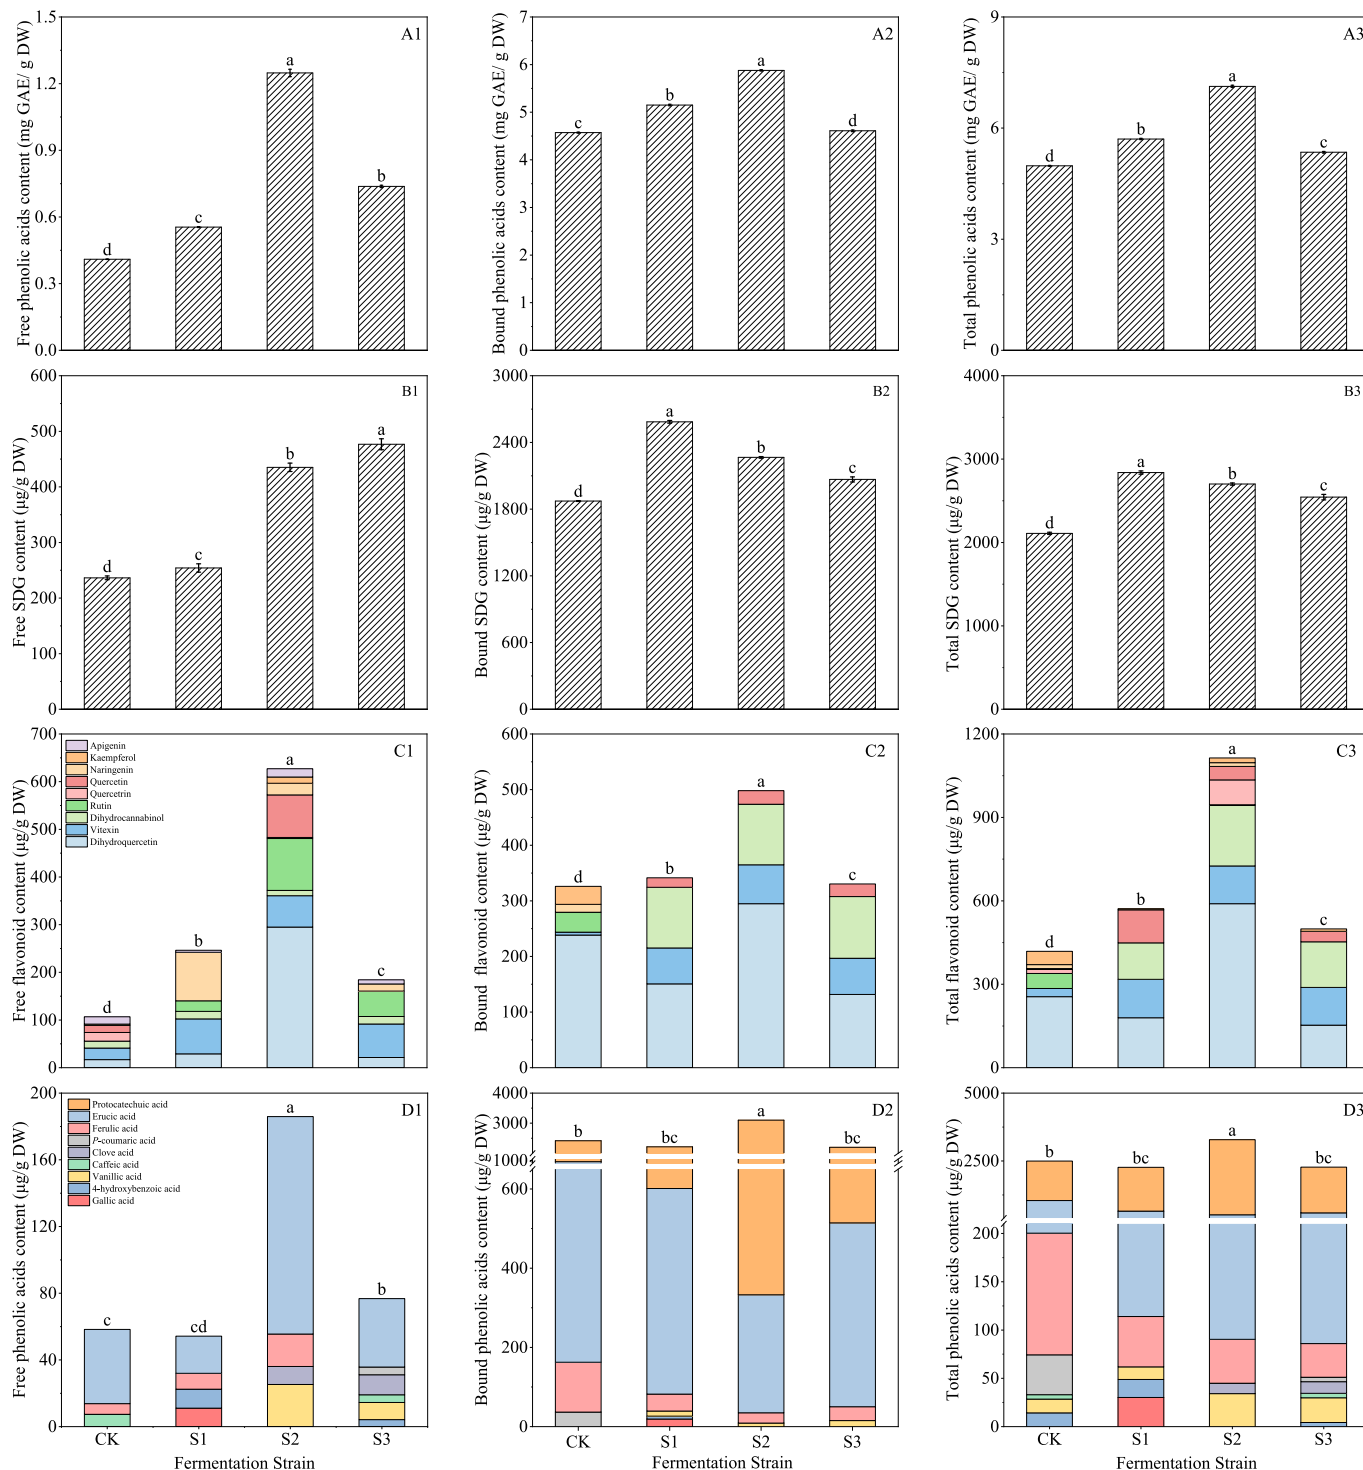 A1
Free phenolic acids content (mg GAE/ g DW)
1.5
1.2
0.9
0.6
0.3
0.0
d
c
a
b
A2
Bound phenolic acids content (mg GAE/ g DW)
7
6
5
4
3
2
1
0
c
b
a
d
A3
Total phenolic acids content (mg GAE/ g DW)
9
6
3
0
d
b
a
c
B1
Free SDG content (μg/g DW)
600
500
400
300
200
100
0
d
c
b
a
B2
Bound SDG content (μg/g DW)
3000
2400
1800
1200
600
0
d
a
b
c
B3
Total SDG content (μg/g DW)
4000
3000
2000
1000
0
d
a
b
c
C1
Free flavonoid content (μg/g DW)
700
600
500
400
300
200
100
0
Apigenin
Kaempferol
Naringenin
Quercetin
Quercetrin
Rutin
Dihydrocannabinol
Vitexin
Dihydroquercetin
d
b
a
c
C2
Bound flavonoid content (μg/g DW)
600
500
400
300
200
100
0
d
b
a
c
C3
Total flavonoid content (μg/g DW)
1200
900
600
300
0
d
b
a
c
D1
Free phenolic acids content (μg/g DW)
200
160
120
80
40
0
Protocatechuic acid
Erucic acid
Ferulic acid
P-coumaric acid
Clove acid
Caffeic acid
Vanillic acid
4-hydroxybenzoic acid
Gallic acid
c
cd
a
b
CK S1 S2 S3
Fermentation Strain
D2
Bound phenolic acids content (μg/g DW)
4000
3000
1000
600
400
200
0
b
bc
a
bc
CK S1 S2 S3
Fermentation Strain
D3
Total phenolic acids content (μg/g DW)
5000
2500
200
150
100
50
0
b
bc
a
bc
CK S1 S2 S3
Fermentation Strain